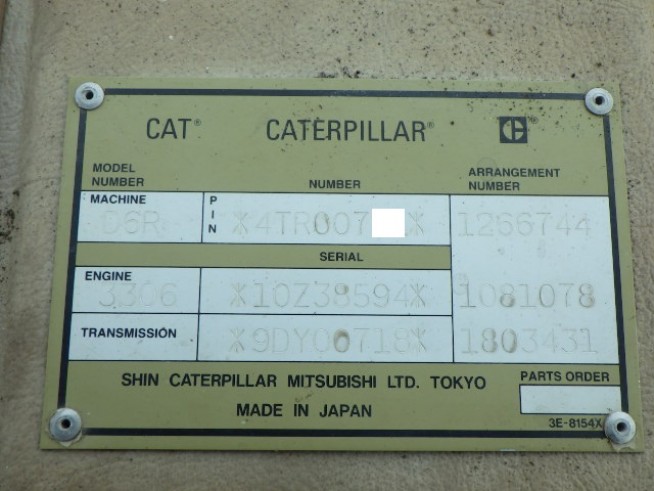 CAT® CATERPILLAR® CE
MODEL NUMBER NUMBER ARRANGEMENT NUMBER
MACHINE PIN
D6R *4TR007 * 1266744
SERIAL
ENGINE
3306 *10Z38594* 1081078
TRANSMISSION *9DY00718* 1803431
SHIN CATERPILLAR MITSUBISHI LTD. TOKYO
PARTS ORDER
MADE IN JAPAN
3E-8154X